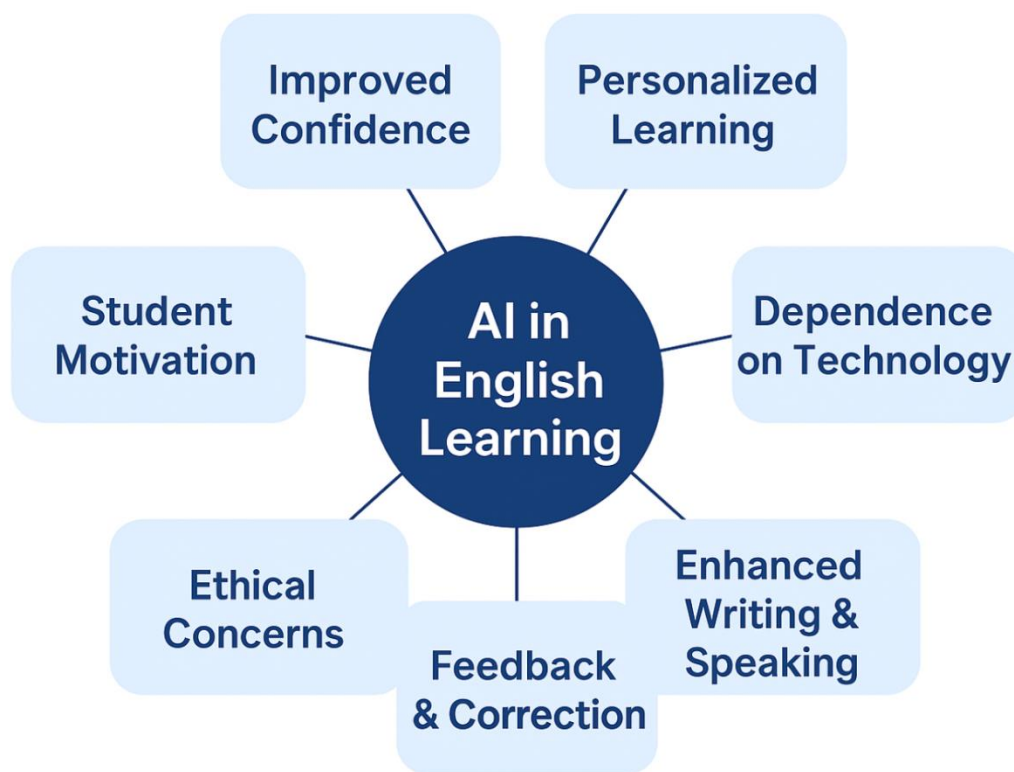 Improved
Confidence
Personalized
Learning
Student
Motivation
AI in
English
Learning
Dependence
on Technology
Ethical
Concerns
Feedback
& Correction
Enhanced
Writing &
Speaking